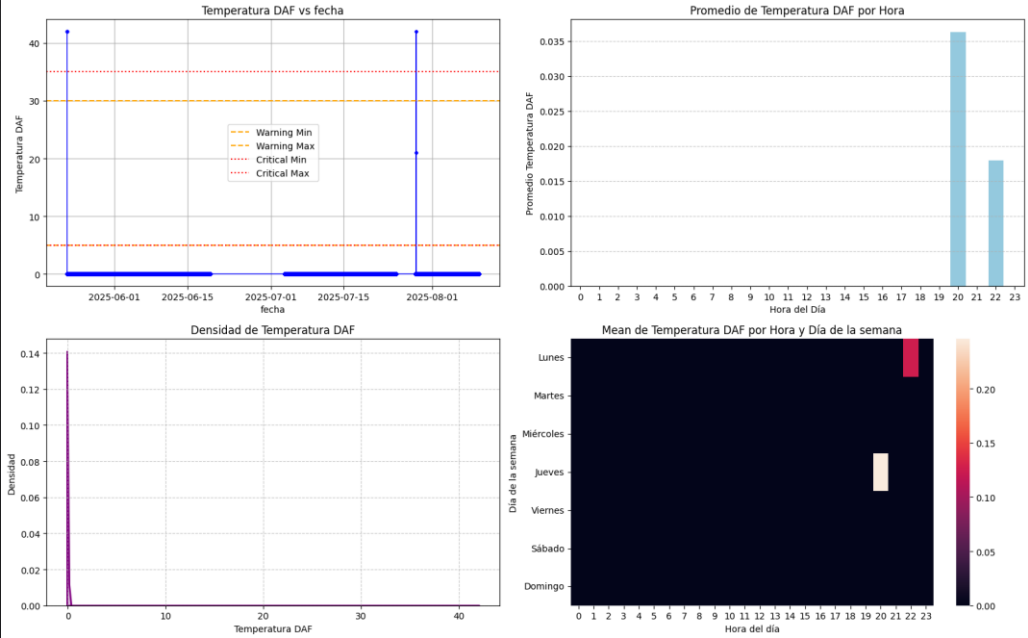 Temperatura DAF vs fecha
Temperatura DAF
40
30
20
10
0
Warning Min
Warning Max
Critical Min
Critical Max
2025-06-01 2025-06-15 2025-07-01 2025-07-15 2025-08-01
fecha
Promedio de Temperatura DAF por Hora
Promedio Temperatura DAF
0.035
0.030
0.025
0.020
0.015
0.010
0.005
0.000
0 1 2 3 4 5 6 7 8 9 10 11 12 13 14 15 16 17 18 19 20 21 22 23
Hora del Día
Densidad de Temperatura DAF
Densidad
0.14
0.12
0.10
0.08
0.06
0.04
0.02
0.00
0 10 20 30 40
Temperatura DAF
Mean de Temperatura DAF por Hora y Día de la semana
Día de la semana
Lunes
Martes
Miércoles
Jueves
Viernes
Sábado
Domingo
0 1 2 3 4 5 6 7 8 9 10 11 12 13 14 15 16 17 18 19 20 21 22 23
Hora del día
0.20
0.15
0.10
0.05
0.00